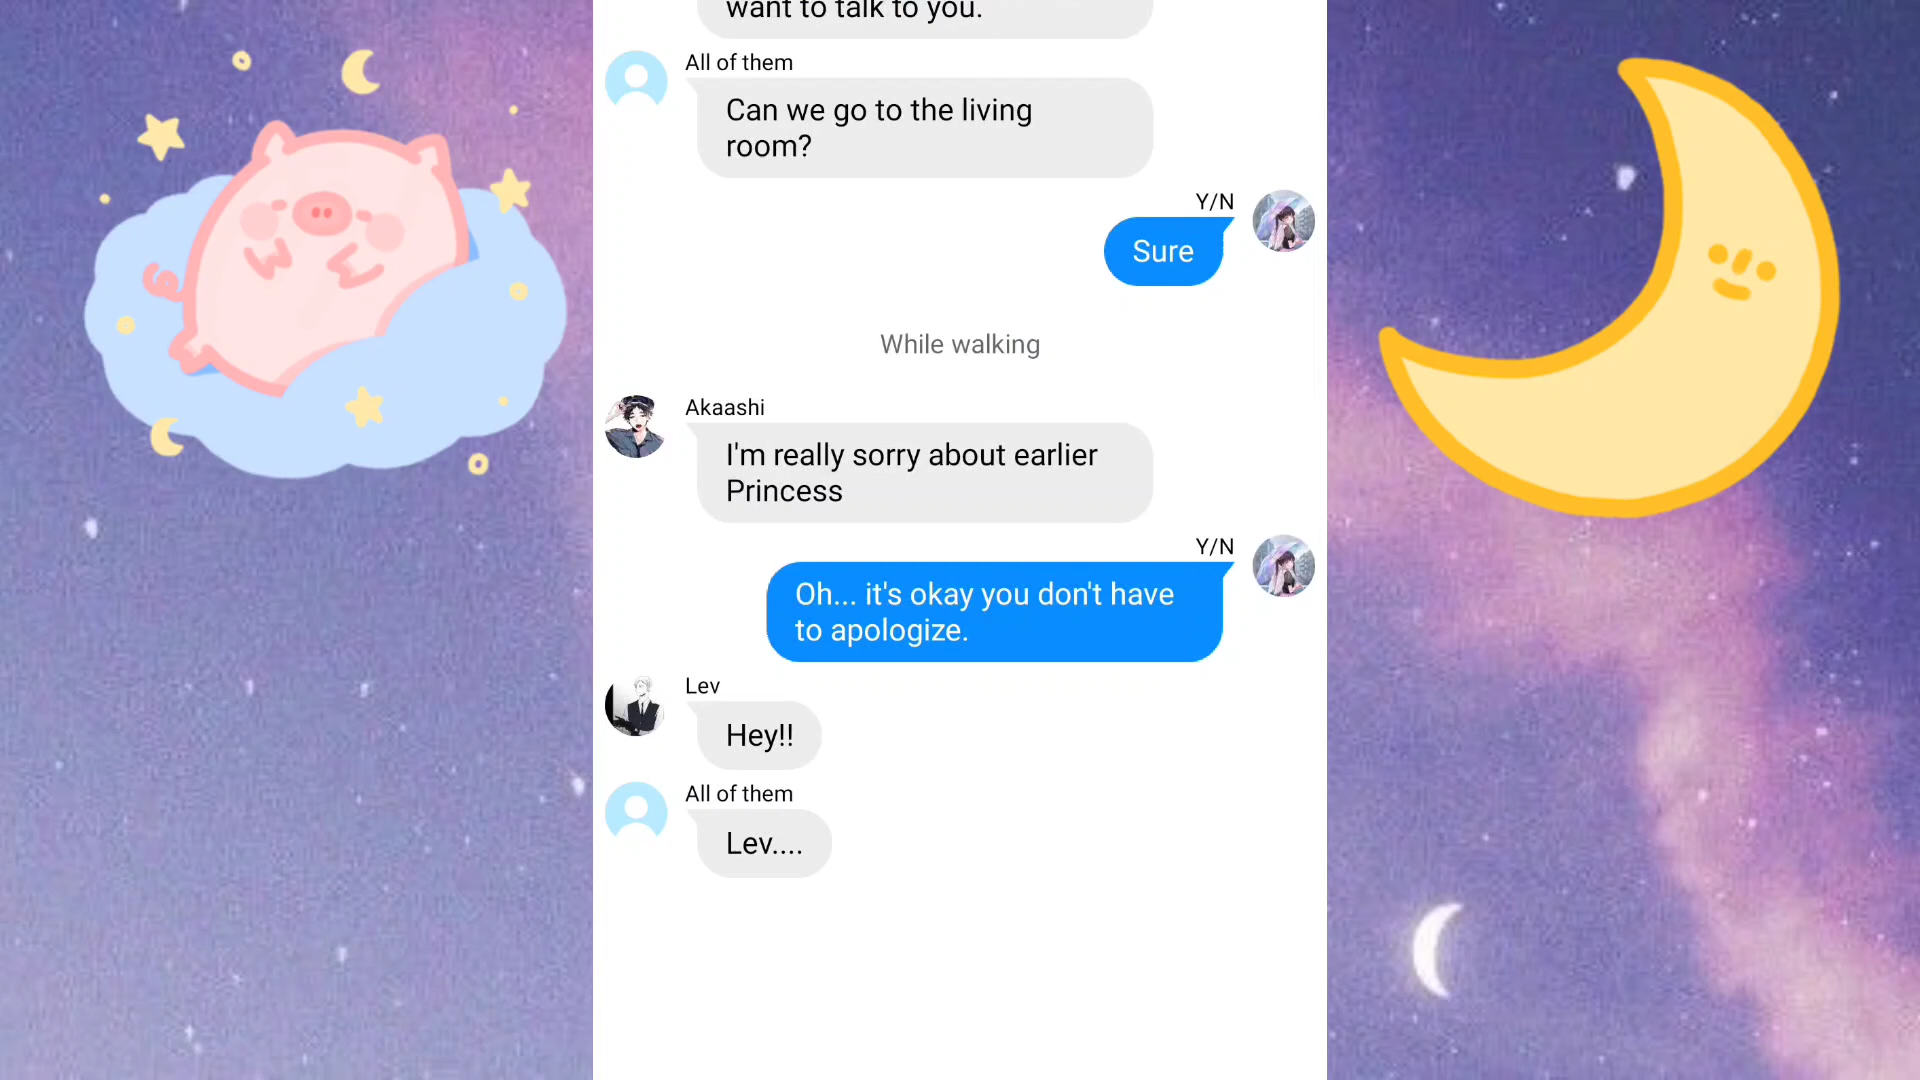 want to talk to you.
All of them
Can we go to the living
room?
Y/N
Sure
While walking
Akaashi
I'm really sorry about earlier
Princess
Y/N
Oh... it's okay you don't have
to apologize.
Lev
Hey!!
All of them
Lev....